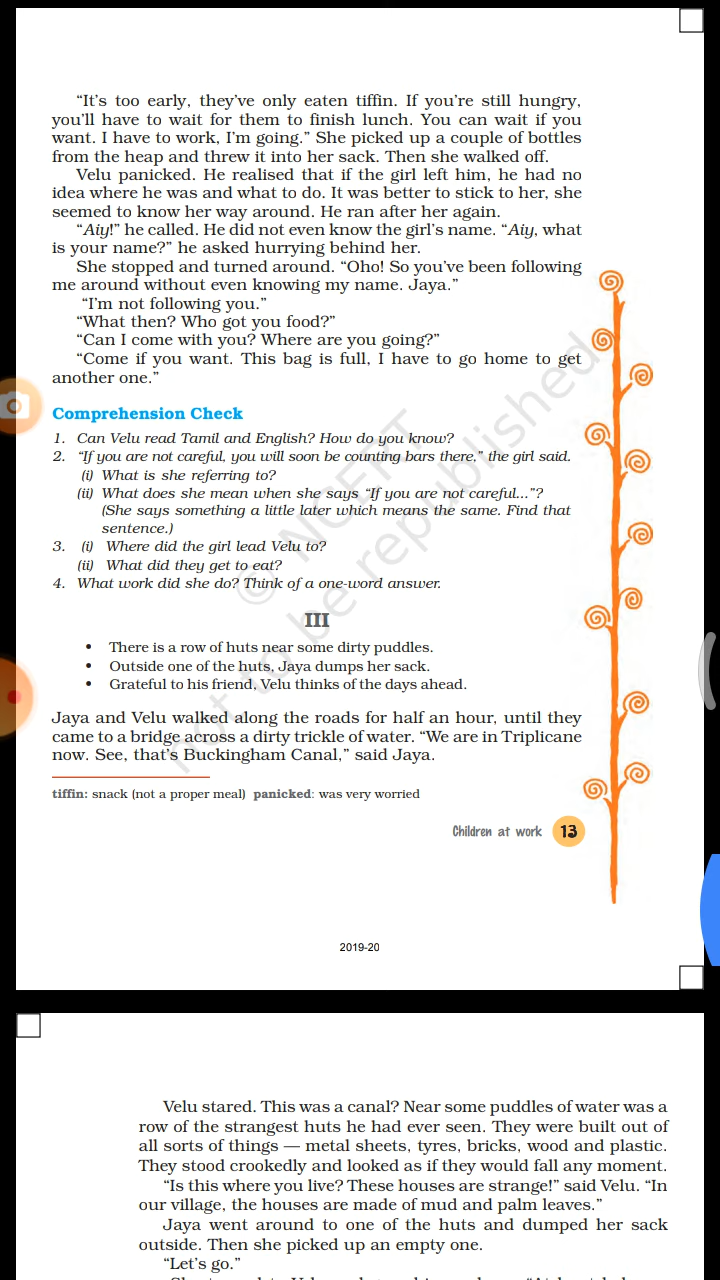 “It’s too early, they’ve only eaten tiffin. If you’re still hungry,
you’ll have to wait for them to finish lunch. You can wait if you
want. I have to work, I’m going.” She picked up a couple of bottles
from the heap and threw it into her sack. Then she walked off.
Velu panicked. He realised that if the girl left him, he had no
idea where he was and what to do. It was better to stick to her, she
seemed to know her way around. He ran after her again.
“Aiy!” he called. He did not even know the girl’s name. “Aiy, what
is your name?” he asked hurrying behind her.
She stopped and turned around. “Oho! So you’ve been following
me around without even knowing my name. Jaya.”
“I’m not following you.”
“What then? Who got you food?”
“Can I come with you? Where are you going?”
“Come if you want. This bag is full, I have to go home to get
another one.”
Comprehension Check
1. Can Velu read Tamil and English? How do you know?
2. “If you are not careful, you will soon be counting bars there,” the girl said.
(i) What is she referring to?
(ii) What does she mean when she says “If you are not careful...”?
(She says something a little later which means the same. Find that
sentence.)
3. (i) Where did the girl lead Velu to?
(ii) What did they get to eat?
4. What work did she do? Think of a one-word answer.
III
• There is a row of huts near some dirty puddles.
• Outside one of the huts, Jaya dumps her sack.
• Grateful to his friend, Velu thinks of the days ahead.
Jaya and Velu walked along the roads for half an hour, until they
came to a bridge across a dirty trickle of water. “We are in Triplicane
now. See, that’s Buckingham Canal,” said Jaya.
tiffin: snack (not a proper meal) panicked: was very worried
Children at work 13
© NCERT
not to be republished
2019-20
Velu stared. This was a canal? Near some puddles of water was a
row of the strangest huts he had ever seen. They were built out of
all sorts of things — metal sheets, tyres, bricks, wood and plastic.
They stood crookedly and looked as if they would fall any moment.
“Is this where you live? These houses are strange!” said Velu. “In
our village, the houses are made of mud and palm leaves.”
Jaya went around to one of the huts and dumped her sack
outside. Then she picked up an empty one.
“Let’s go.”